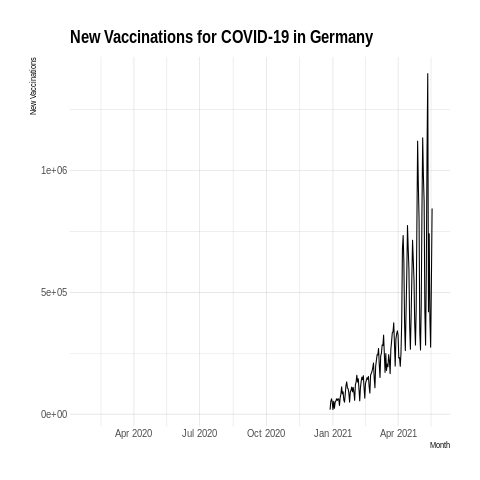 New Vaccinations for COVID-19 in Germany
New Vaccinations
1e+06
5e+05
0e+00
Apr 2020 Jul 2020 Oct 2020 Jan 2021 Apr 2021
Month